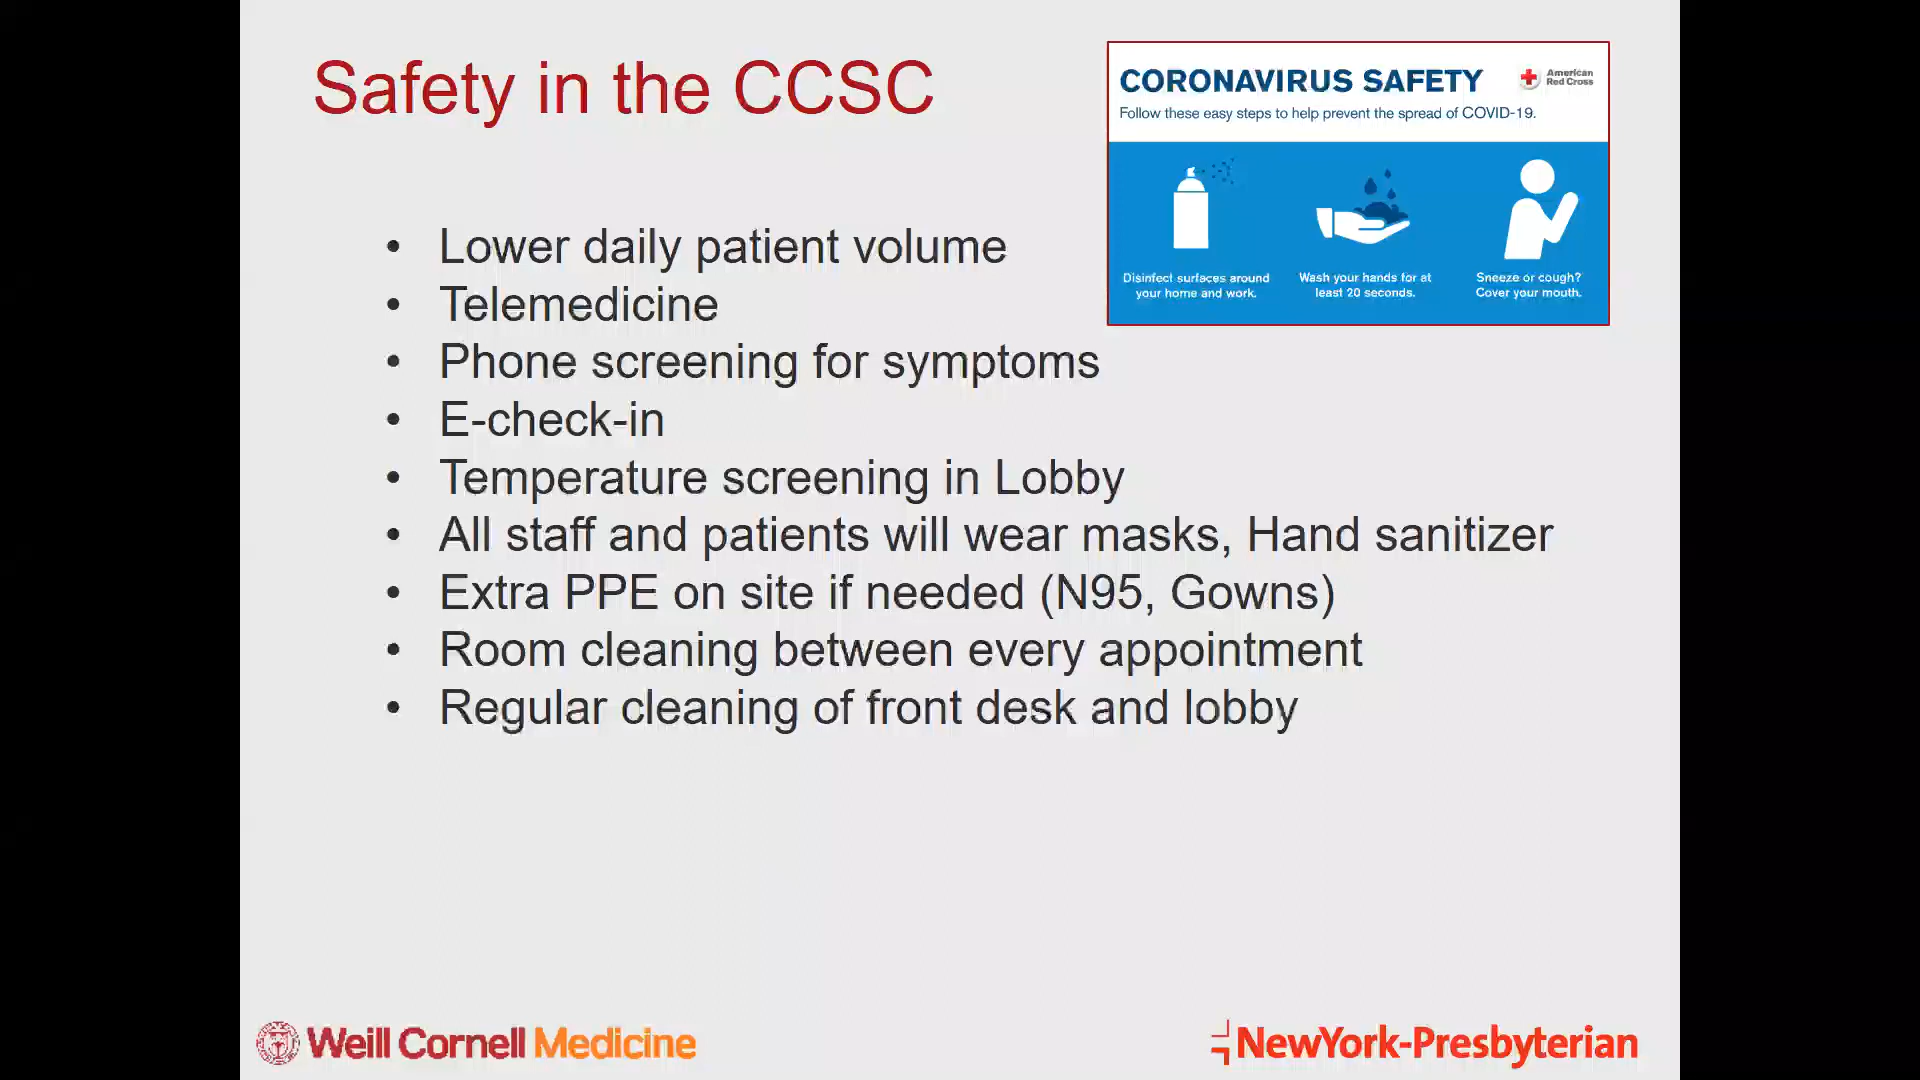 Safety in the CCSC
CORONAVIRUS SAFETY
American
Red Cross
Follow these easy steps to help prevent the spread of COVID-19.
Disinfect surfaces around
your home and work.
Wash your hands for at
least 20 seconds.
Sneeze or cough?
Cover your mouth.
• Lower daily patient volume
• Telemedicine
• Phone screening for symptoms
• E-check-in
• Temperature screening in Lobby
• All staff and patients will wear masks, Hand sanitizer
• Extra PPE on site if needed (N95, Gowns)
• Room cleaning between every appointment
• Regular cleaning of front desk and lobby
Weill Cornell Medicine
NewYork-Presbyterian